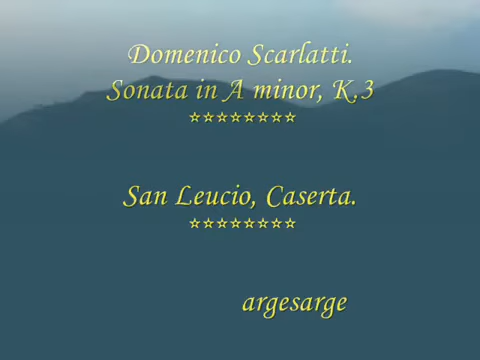 Domenico Scarlatti.
Sonata in A minor, K.3
********
San Leucio, Caserta.
********
argesarge